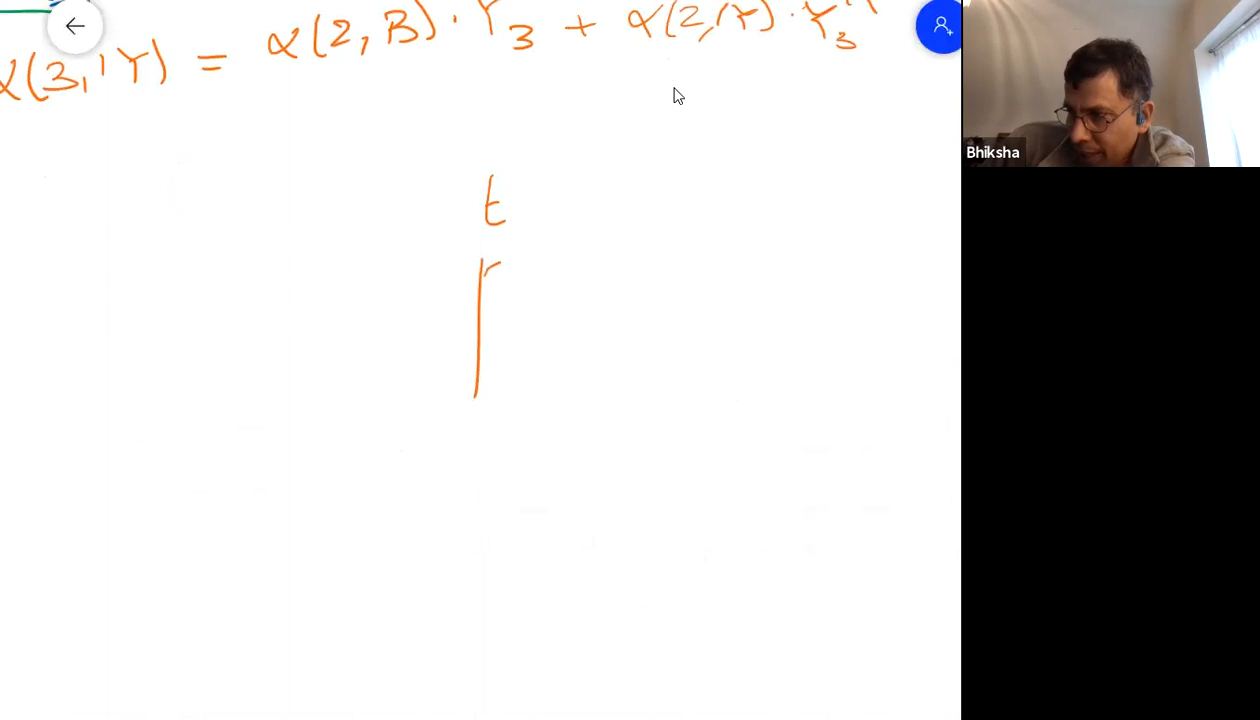 α(3,'Y) = α(2,B)·Y₃ + α(2,'Y)·Y₃
Bhiksha
t